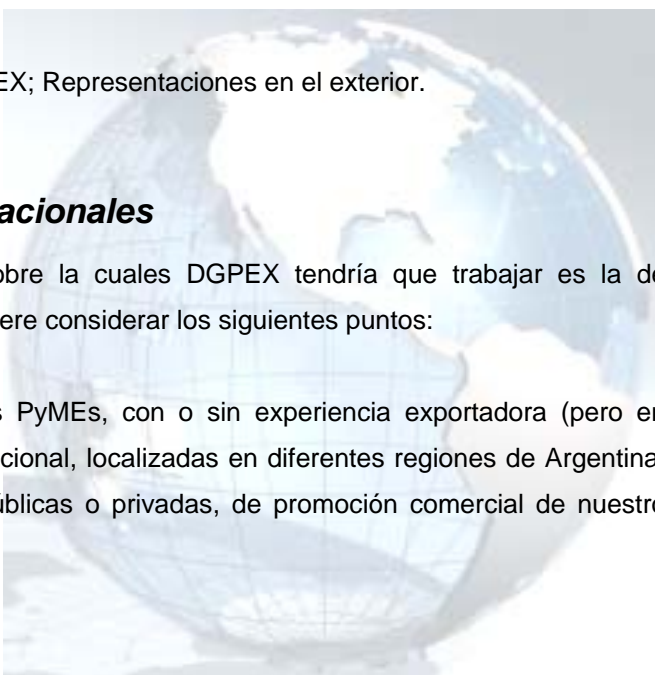 EX; Representaciones en el exterior.
acionales
obre la cuales DGPEX tendría que trabajar es la de
iere considerar los siguientes puntos:
s PyMEs, con o sin experiencia exportadora (pero en
cional, localizadas en diferentes regiones de Argentina
úblicas o privadas, de promoción comercial de nuestro